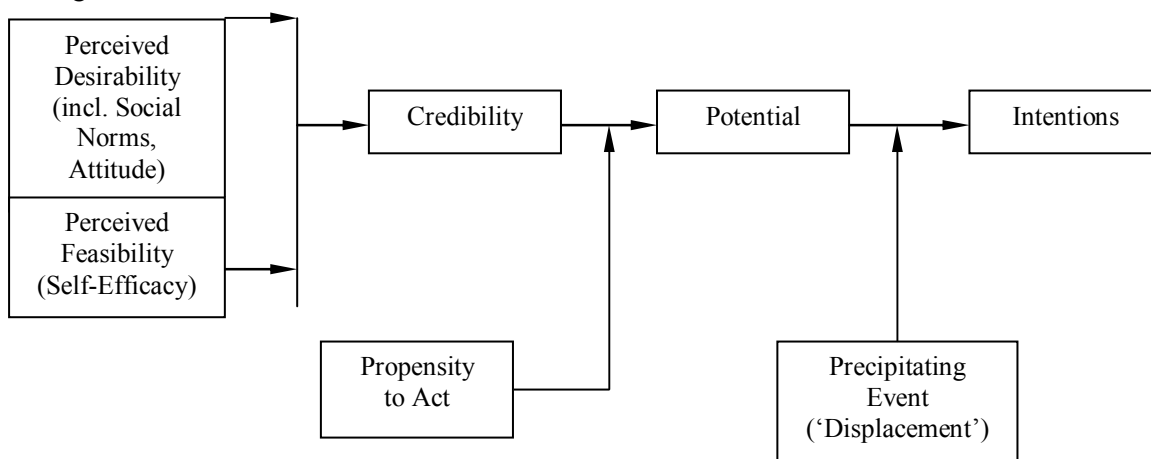 Perceived
Desirability
(incl. Social
Norms,
Attitude)
Perceived
Feasibility
(Self-Efficacy)
Credibility
Potential
Intentions
Propensity
to Act
Precipitating
Event
(‘Displacement’)